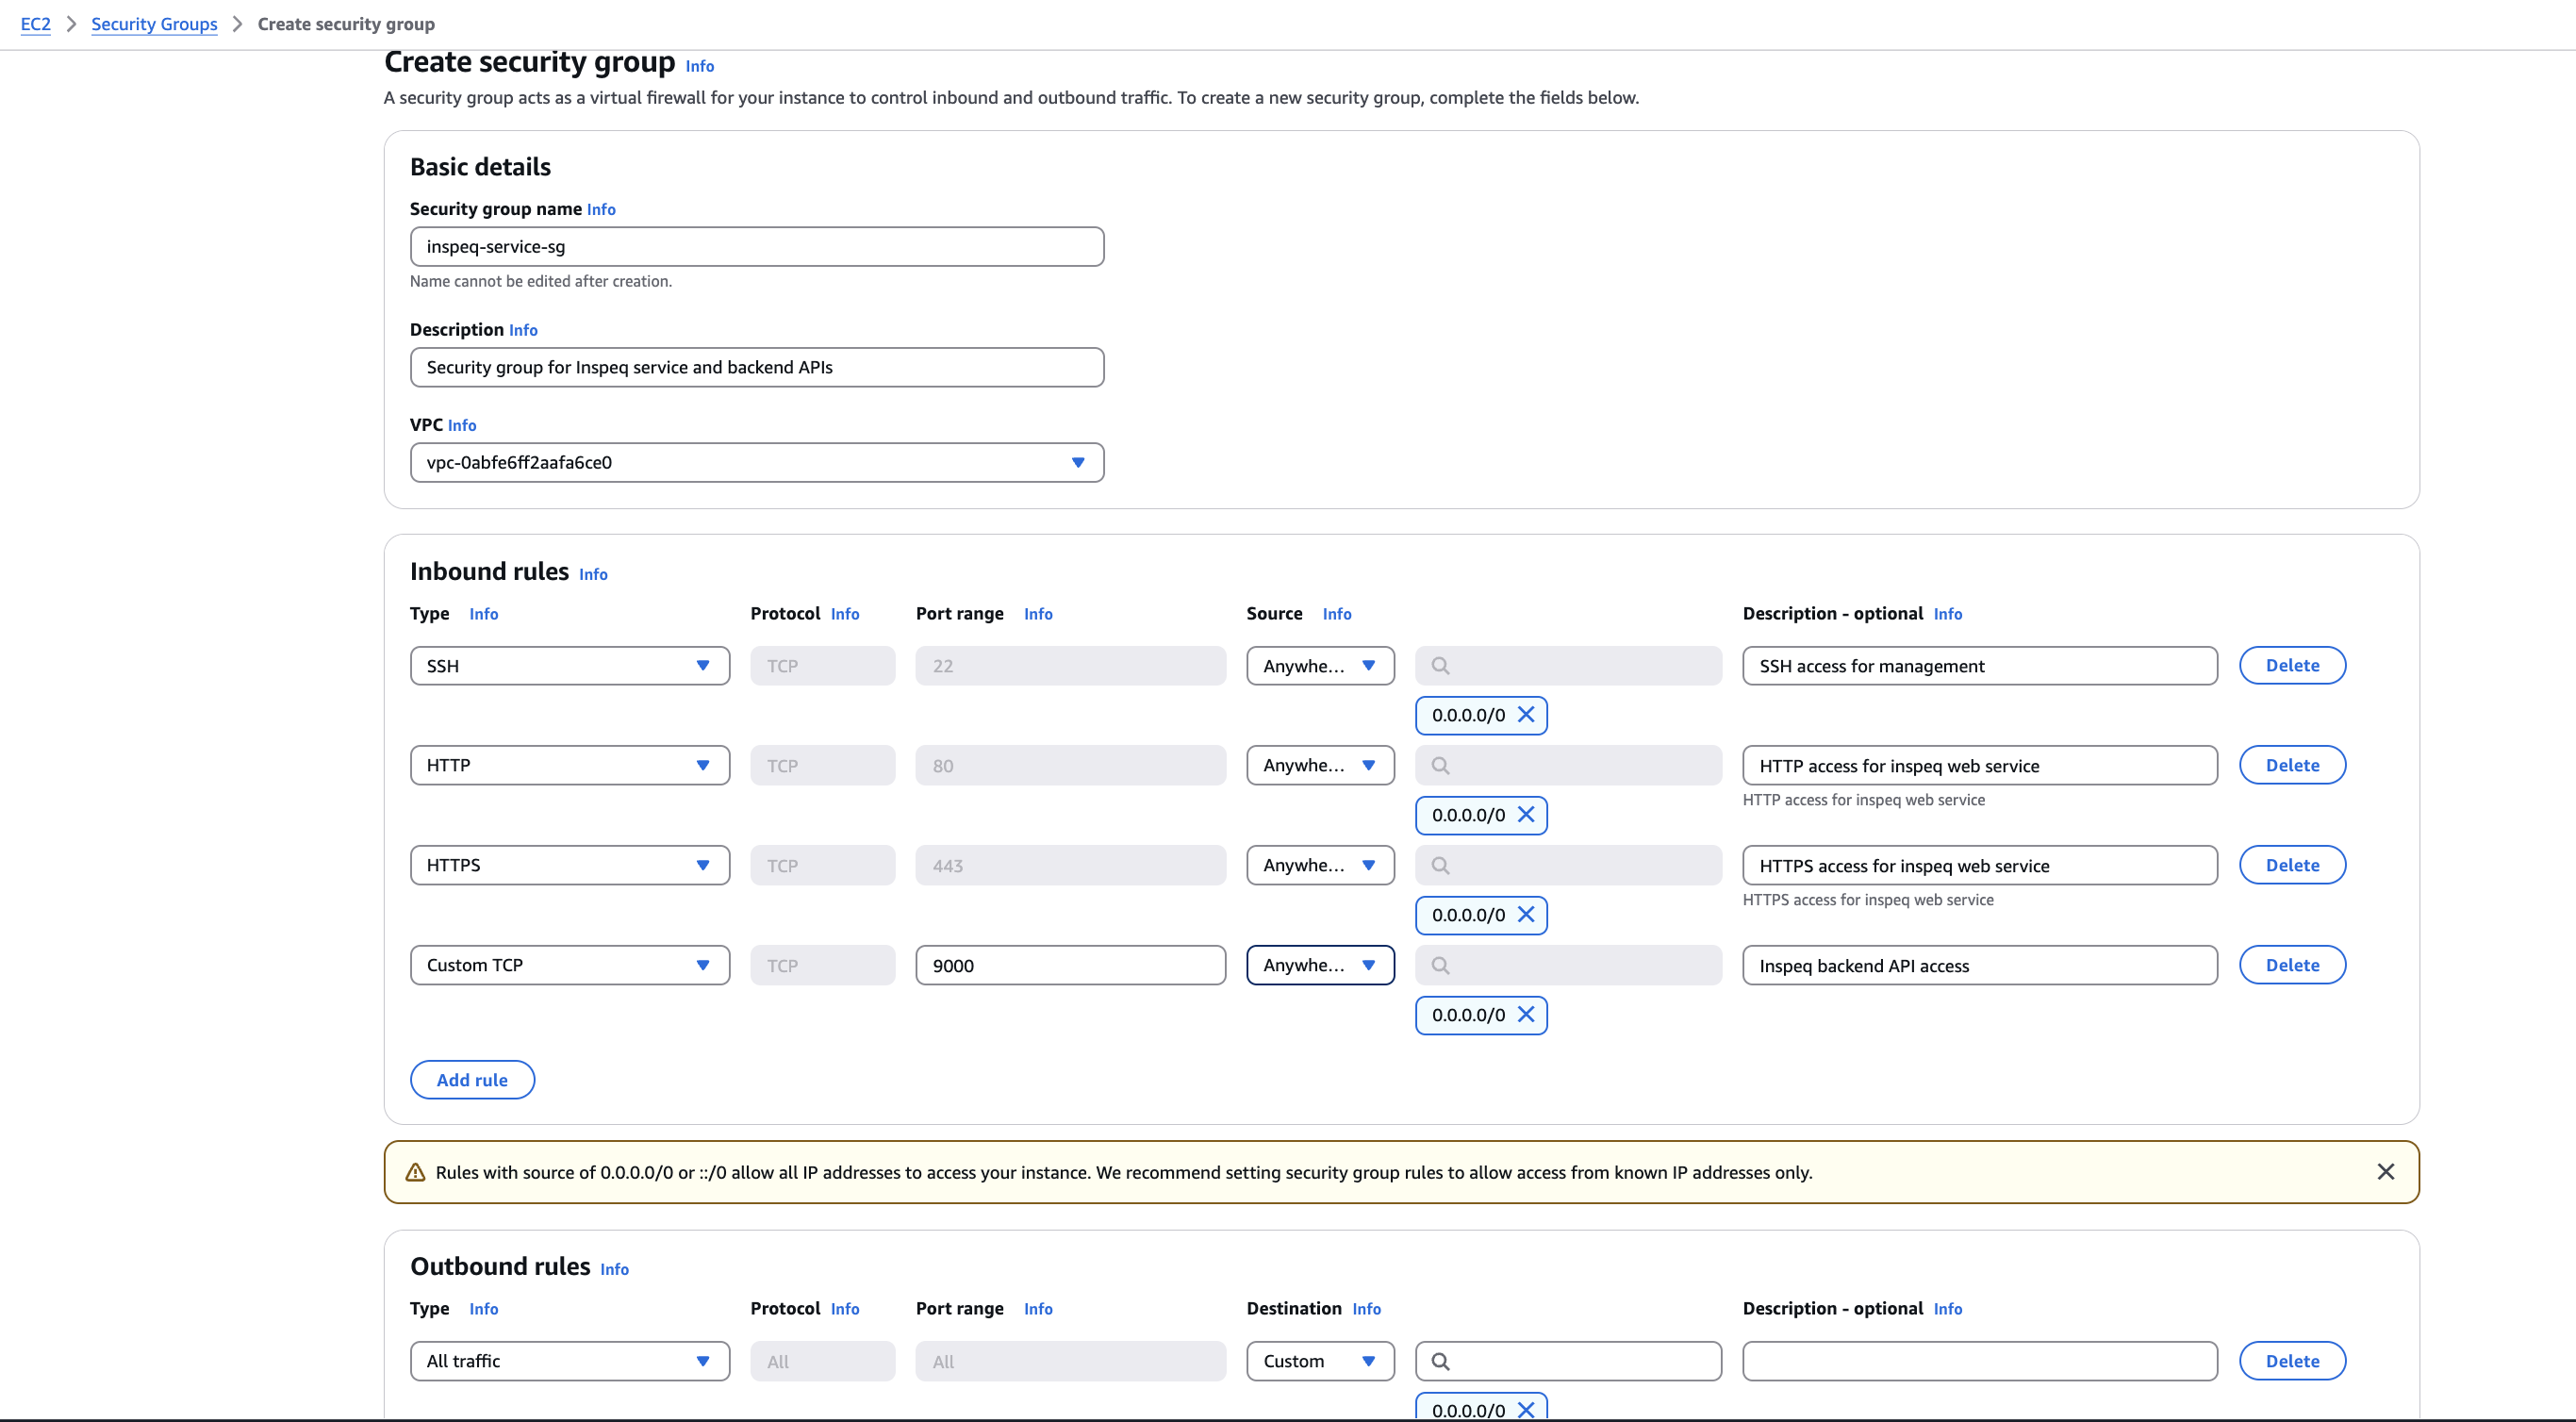 EC2 > Security Groups > Create security group
Create security group Info
A security group acts as a virtual firewall for your instance to control inbound and outbound traffic. To create a new security group, complete the fields below.
Basic details
Security group name Info
inspeq-service-sg
Name cannot be edited after creation.
Description Info
Security group for Inspeq service and backend APIs
VPC Info
vpc-0abfe6ff2aafa6ce0
Inbound rules Info
Type Info Protocol Info Port range Info Source Info Description - optional Info
SSH TCP 22 Anywhe... SSH access for management Delete
0.0.0.0/0
HTTP TCP 80 Anywhe... HTTP access for inspeq web service Delete
HTTP access for inspeq web service
0.0.0.0/0
HTTPS TCP 443 Anywhe... HTTPS access for inspeq web service Delete
HTTPS access for inspeq web service
0.0.0.0/0
Custom TCP TCP 9000 Anywhe... Inspeq backend API access Delete
0.0.0.0/0
Add rule
Rules with source of 0.0.0.0/0 or ::/0 allow all IP addresses to access your instance. We recommend setting security group rules to allow access from known IP addresses only.
Outbound rules Info
Type Info Protocol Info Port range Info Destination Info Description - optional Info
All traffic All All Custom Delete
0.0.0.0/0